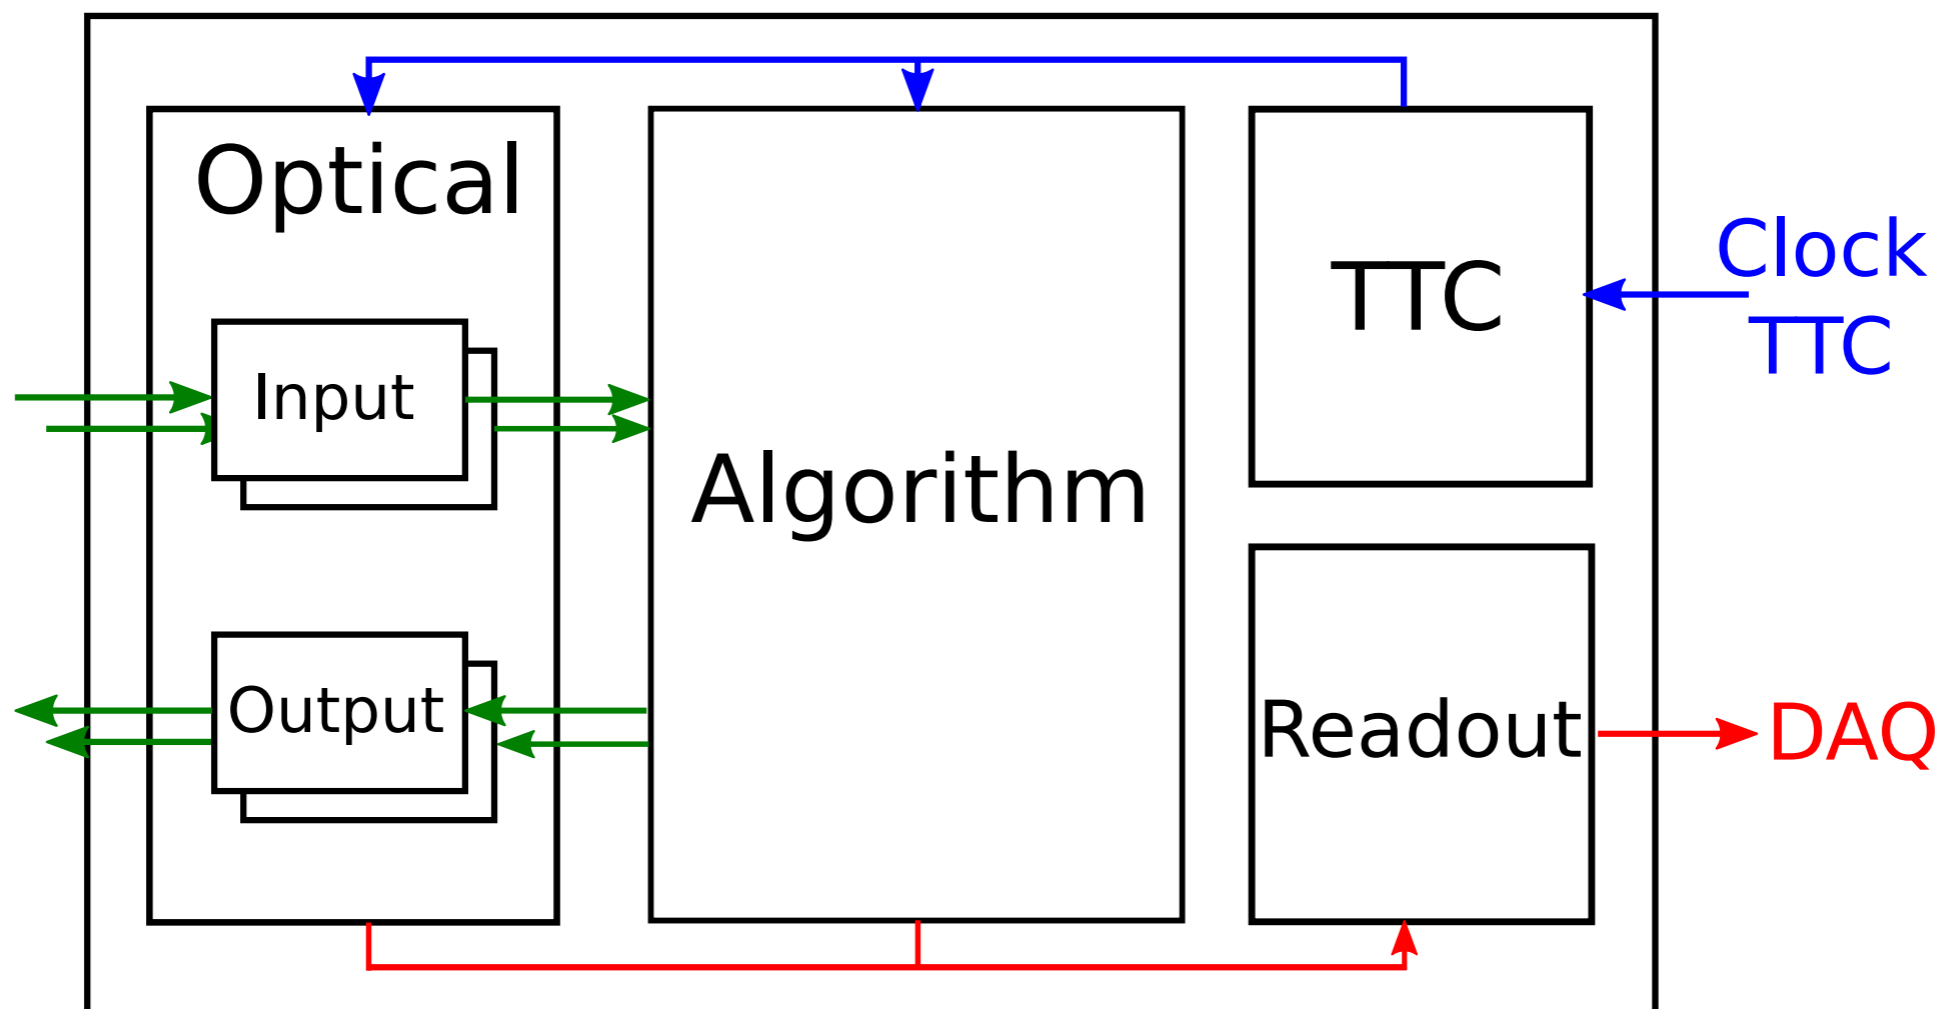 Optical
Input
Output
Algorithm
TTC
Readout
Clock
TTC
DAQ